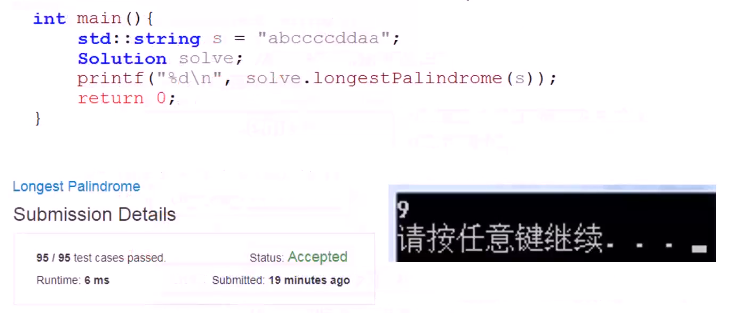 int main(){
std::string s = "abccccddaa";
Solution solve;
printf("%d\n", solve.longestPalindrome(s));
return 0;
}
Longest Palindrome
Submission Details
95 / 95 test cases passed.
Status: Accepted
Runtime: 6 ms
Submitted: 19 minutes ago
9
请按任意键继续. . .